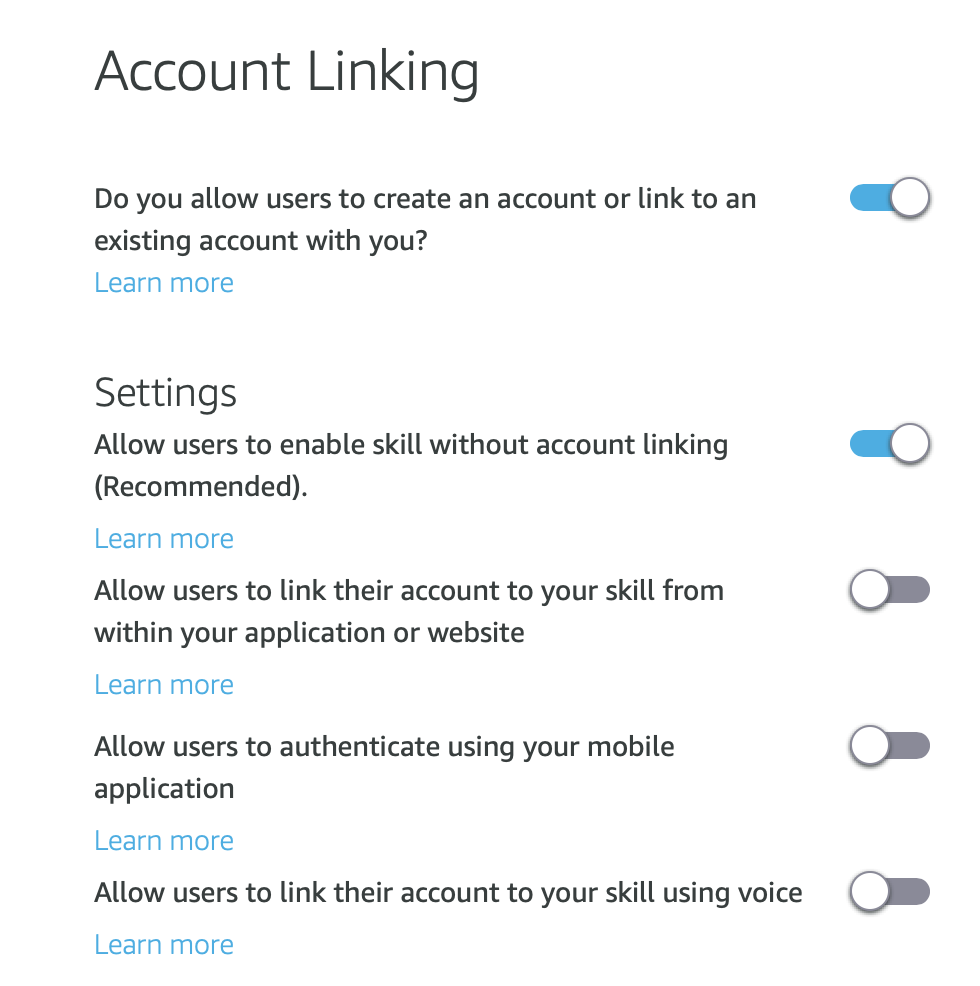 Account Linking
Do you allow users to create an account or link to an
existing account with you?
Learn more
Settings
Allow users to enable skill without account linking
(Recommended).
Learn more
Allow users to link their account to your skill from
within your application or website
Learn more
Allow users to authenticate using your mobile
application
Learn more
Allow users to link their account to your skill using voice
Learn more